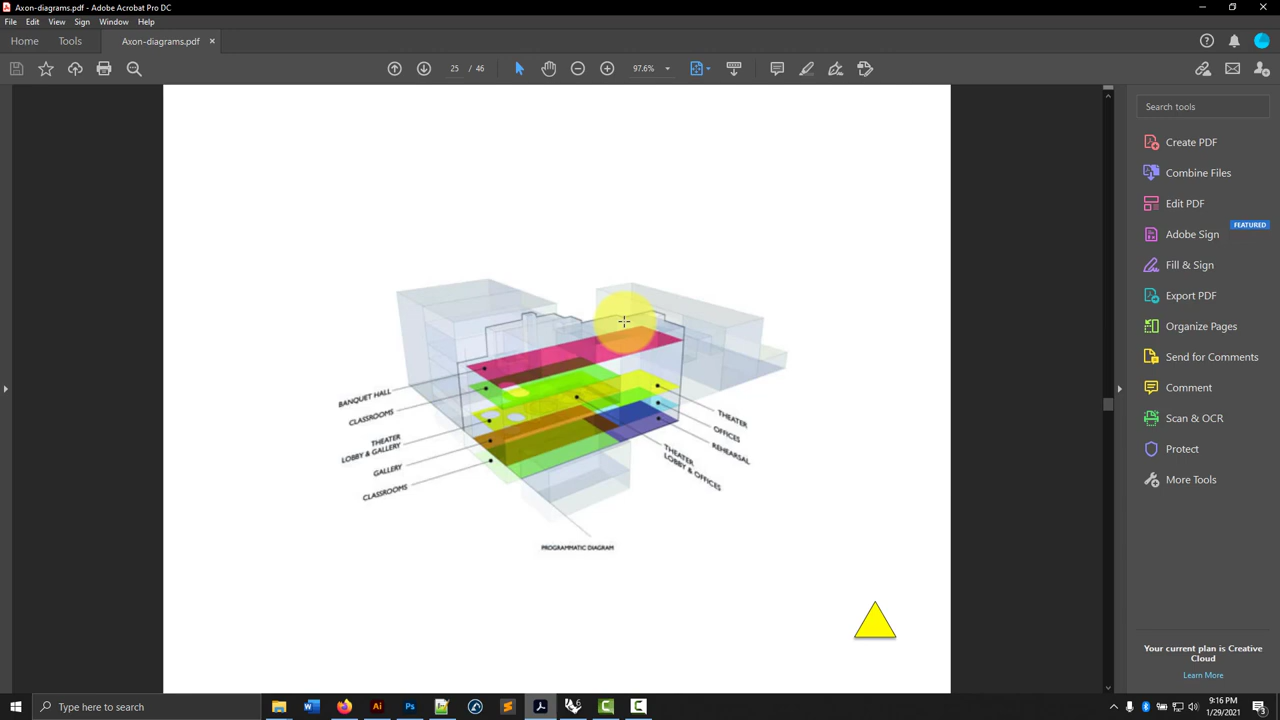 Axon-diagrams.pdf - Adobe Acrobat Pro DC
File Edit View Sign Window Help
Home Tools Axon-diagrams.pdf ×
25 / 46 97.6%
Search tools
Create PDF
Combine Files
Edit PDF
FEATURED
Adobe Sign
Fill & Sign
Export PDF
Organize Pages
Send for Comments
Comment
Scan & OCR
Protect
More Tools
BANQUET HALL
CLASSROOMS
THEATER
LOBBY & GALLERY
GALLERY
CLASSROOMS
THEATER
OFFICES
REHEARSAL
THEATER
LOBBY & OFFICES
PROGRAMMATIC DIAGRAM
Your current plan is Creative
Cloud
Learn More
Type here to search
9:16 PM
1/29/2021